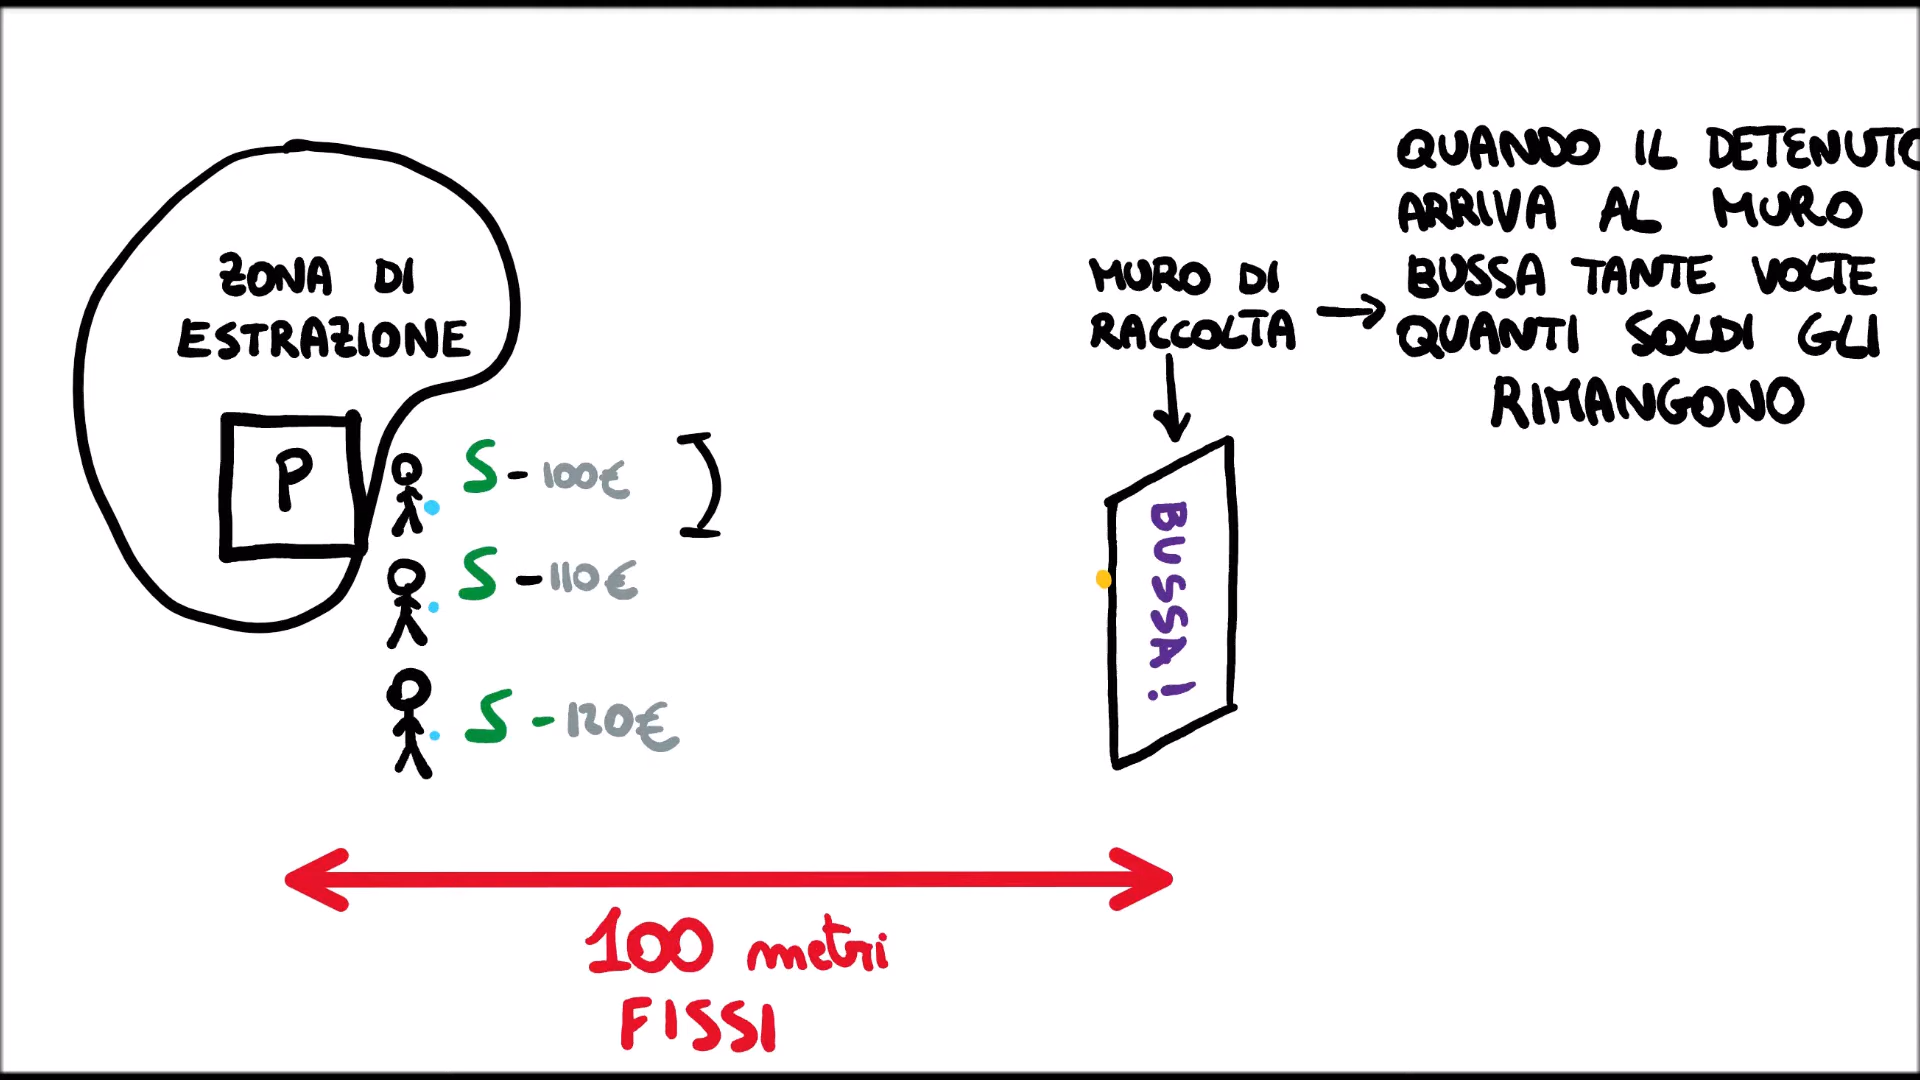 ZONA DI
ESTRAZIONE
P
S - 100€
S - 110€
S - 120€
MURO DI
RACCOLTA
BUSSA!
QUANDO IL DETENUTO
ARRIVA AL MURO
BUSSA TANTE VOLTE
QUANTI SOLDI GLI
RIMANGONO
100 metri
FISSI